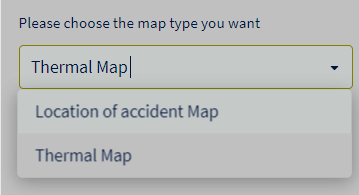 Please choose the map type you want
Thermal Map
Location of accident Map
Thermal Map